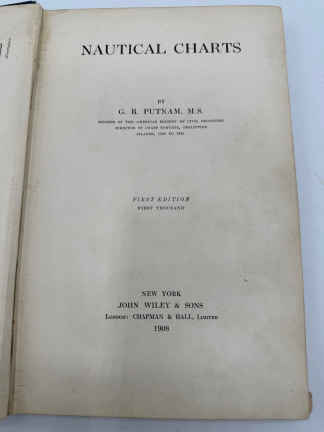 NAUTICAL CHARTS
BY
G. R. PUTNAM, M.S.
MEMBER OF THE AMERICAN SOCIETY OF CIVIL ENGINEERS
DIRECTOR OF COAST SURVEYS, PHILIPPINE
ISLANDS, 1900 TO 1906
FIRST EDITION
FIRST THOUSAND
NEW YORK
JOHN WILEY & SONS
LONDON: CHAPMAN & HALL, LIMITED
1908